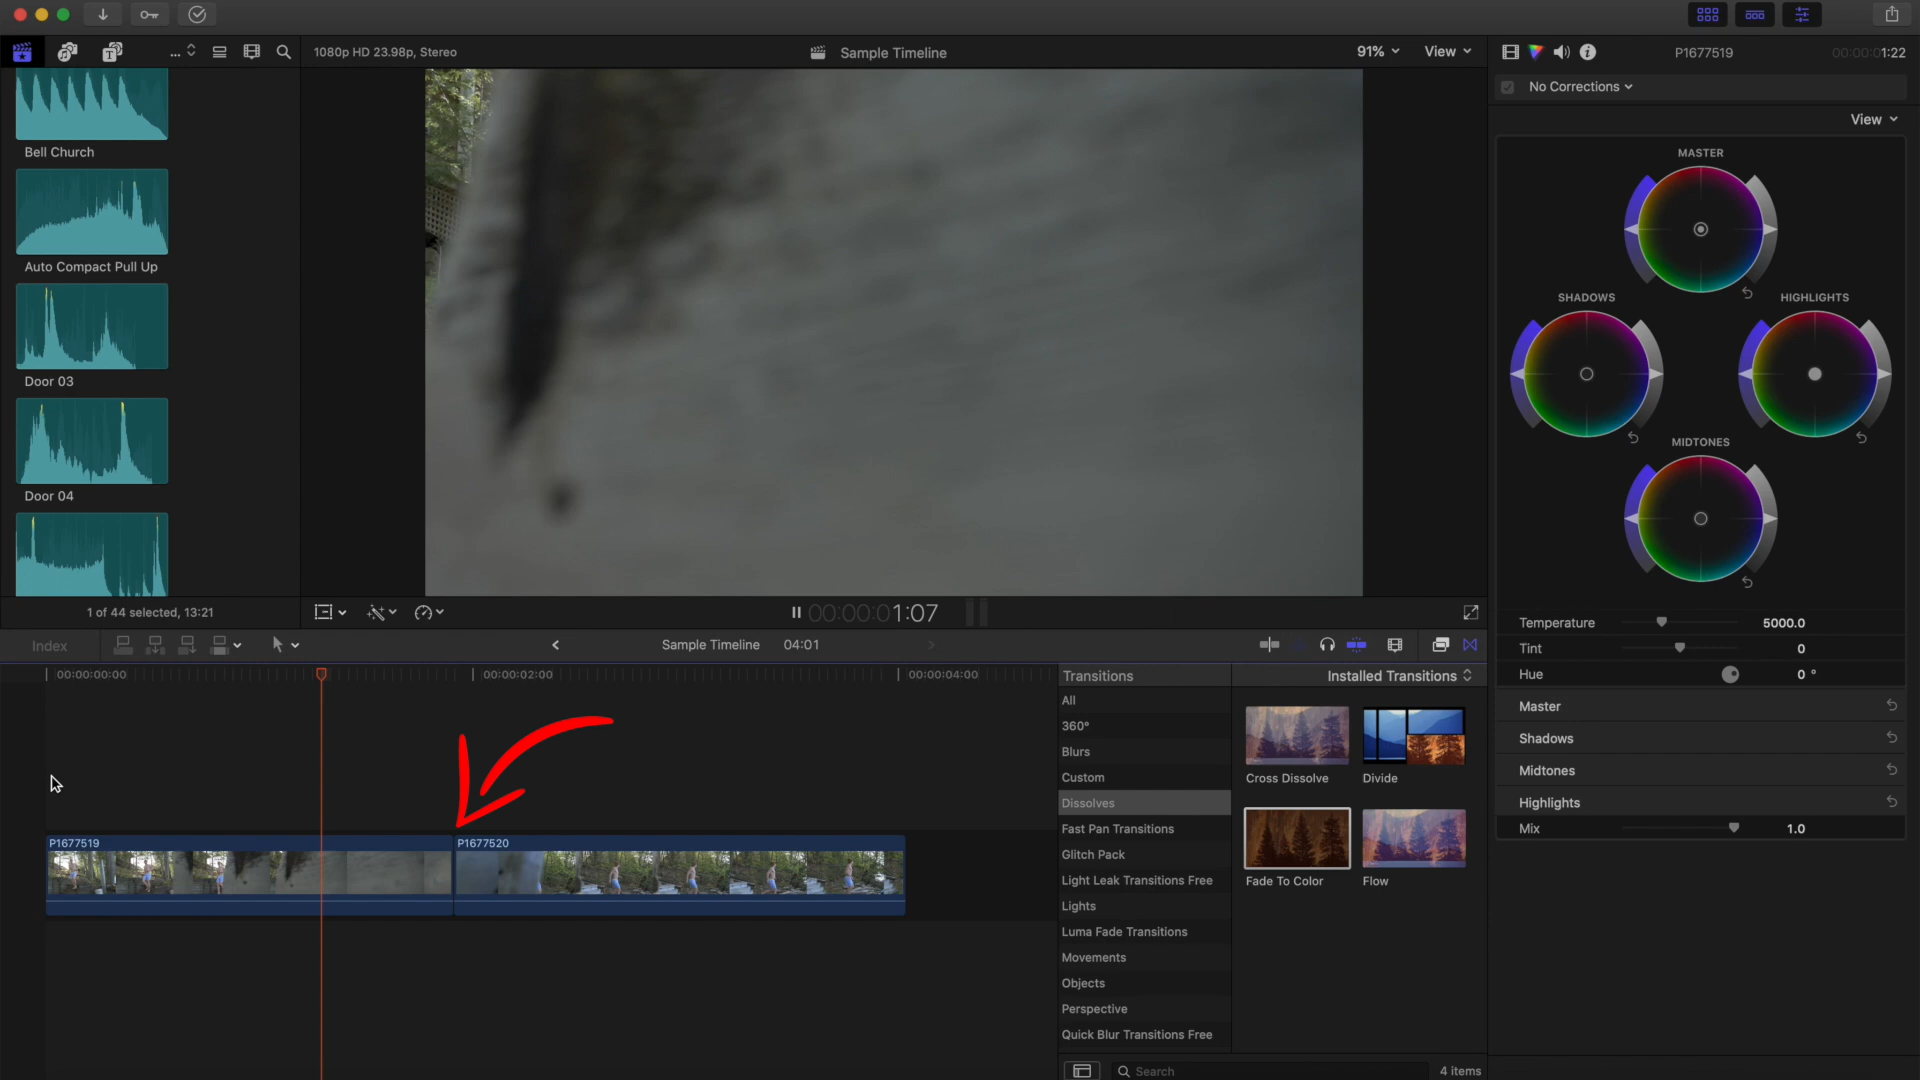 1080p HD 23.98p, Stereo
Sample Timeline
91%
View
P1677519
00:00:01:22
No Corrections
View
Bell Church
Auto Compact Pull Up
Door 03
Door 04
1 of 44 selected, 13:21
00:00:01:07
MASTER
SHADOWS
HIGHLIGHTS
MIDTONES
Temperature
5000.0
Tint
0
Hue
0 °
Master
Shadows
Midtones
Highlights
Mix
1.0
Index
Sample Timeline
04:01
00:00:00:00
00:00:02:00
00:00:04:00
P1677519
P1677520
Transitions
Installed Transitions
All
360°
Blurs
Custom
Dissolves
Fast Pan Transitions
Glitch Pack
Light Leak Transitions Free
Lights
Luma Fade Transitions
Movements
Objects
Perspective
Quick Blur Transitions Free
Cross Dissolve
Divide
Fade To Color
Flow
Search
4 items